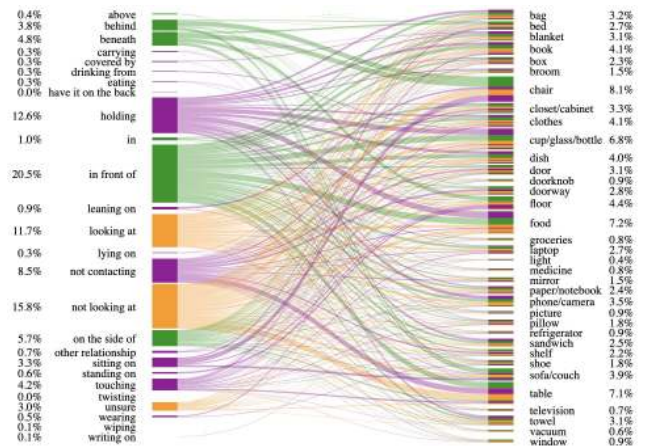 0.4% above
3.8% behind
4.8% beneath
0.3% carrying
0.3% covered by
0.3% drinking from
0.3% eating
0.0% have it on the back
12.6% holding
1.0% in
20.5% in front of
0.9% leaning on
11.7% looking at
0.3% lying on
8.5% not contacting
15.8% not looking at
5.7% on the side of
0.7% other relationship
3.3% sitting on
0.6% standing on
4.2% touching
0.0% twisting
3.0% unsure
0.5% wearing
0.1% wiping
0.1% writing on
bag 3.2%
bed 2.7%
blanket 3.1%
book 4.1%
box 2.3%
broom 1.5%
chair 8.1%
closet/cabinet 3.3%
clothes 4.1%
cup/glass/bottle 6.8%
dish 4.0%
door 3.1%
doorknob 0.9%
doorway 2.8%
floor 4.4%
food 7.2%
groceries 0.8%
laptop 2.7%
light 0.4%
medicine 0.8%
mirror 1.5%
paper/notebook 2.4%
phone/camera 3.5%
picture 0.9%
pillow 1.8%
refrigerator 0.9%
sandwich 2.5%
shelf 2.2%
shoe 1.8%
sofa/couch 3.9%
table 7.1%
television 0.7%
towel 3.1%
vacuum 0.6%
window 0.9%